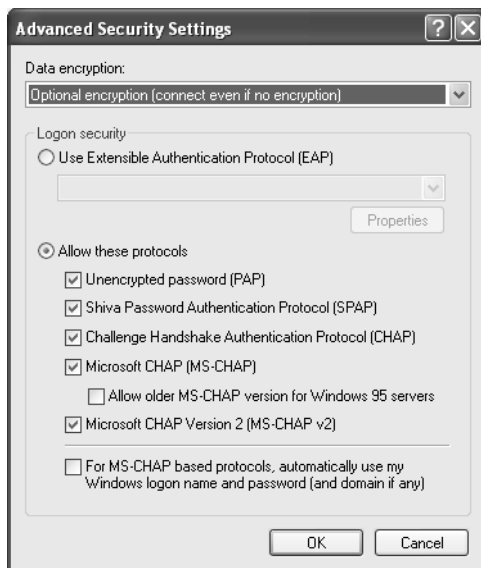 Advanced Security Settings
Data encryption:
Optional encryption (connect even if no encryption)
Logon security
Use Extensible Authentication Protocol (EAP)
Properties
Allow these protocols
Unencrypted password (PAP)
Shiva Password Authentication Protocol (SPAP)
Challenge Handshake Authentication Protocol (CHAP)
Microsoft CHAP (MS-CHAP)
Allow older MS-CHAP version for Windows 95 servers
Microsoft CHAP Version 2 (MS-CHAP v2)
For MS-CHAP based protocols, automatically use my
Windows logon name and password (and domain if any)
OK Cancel